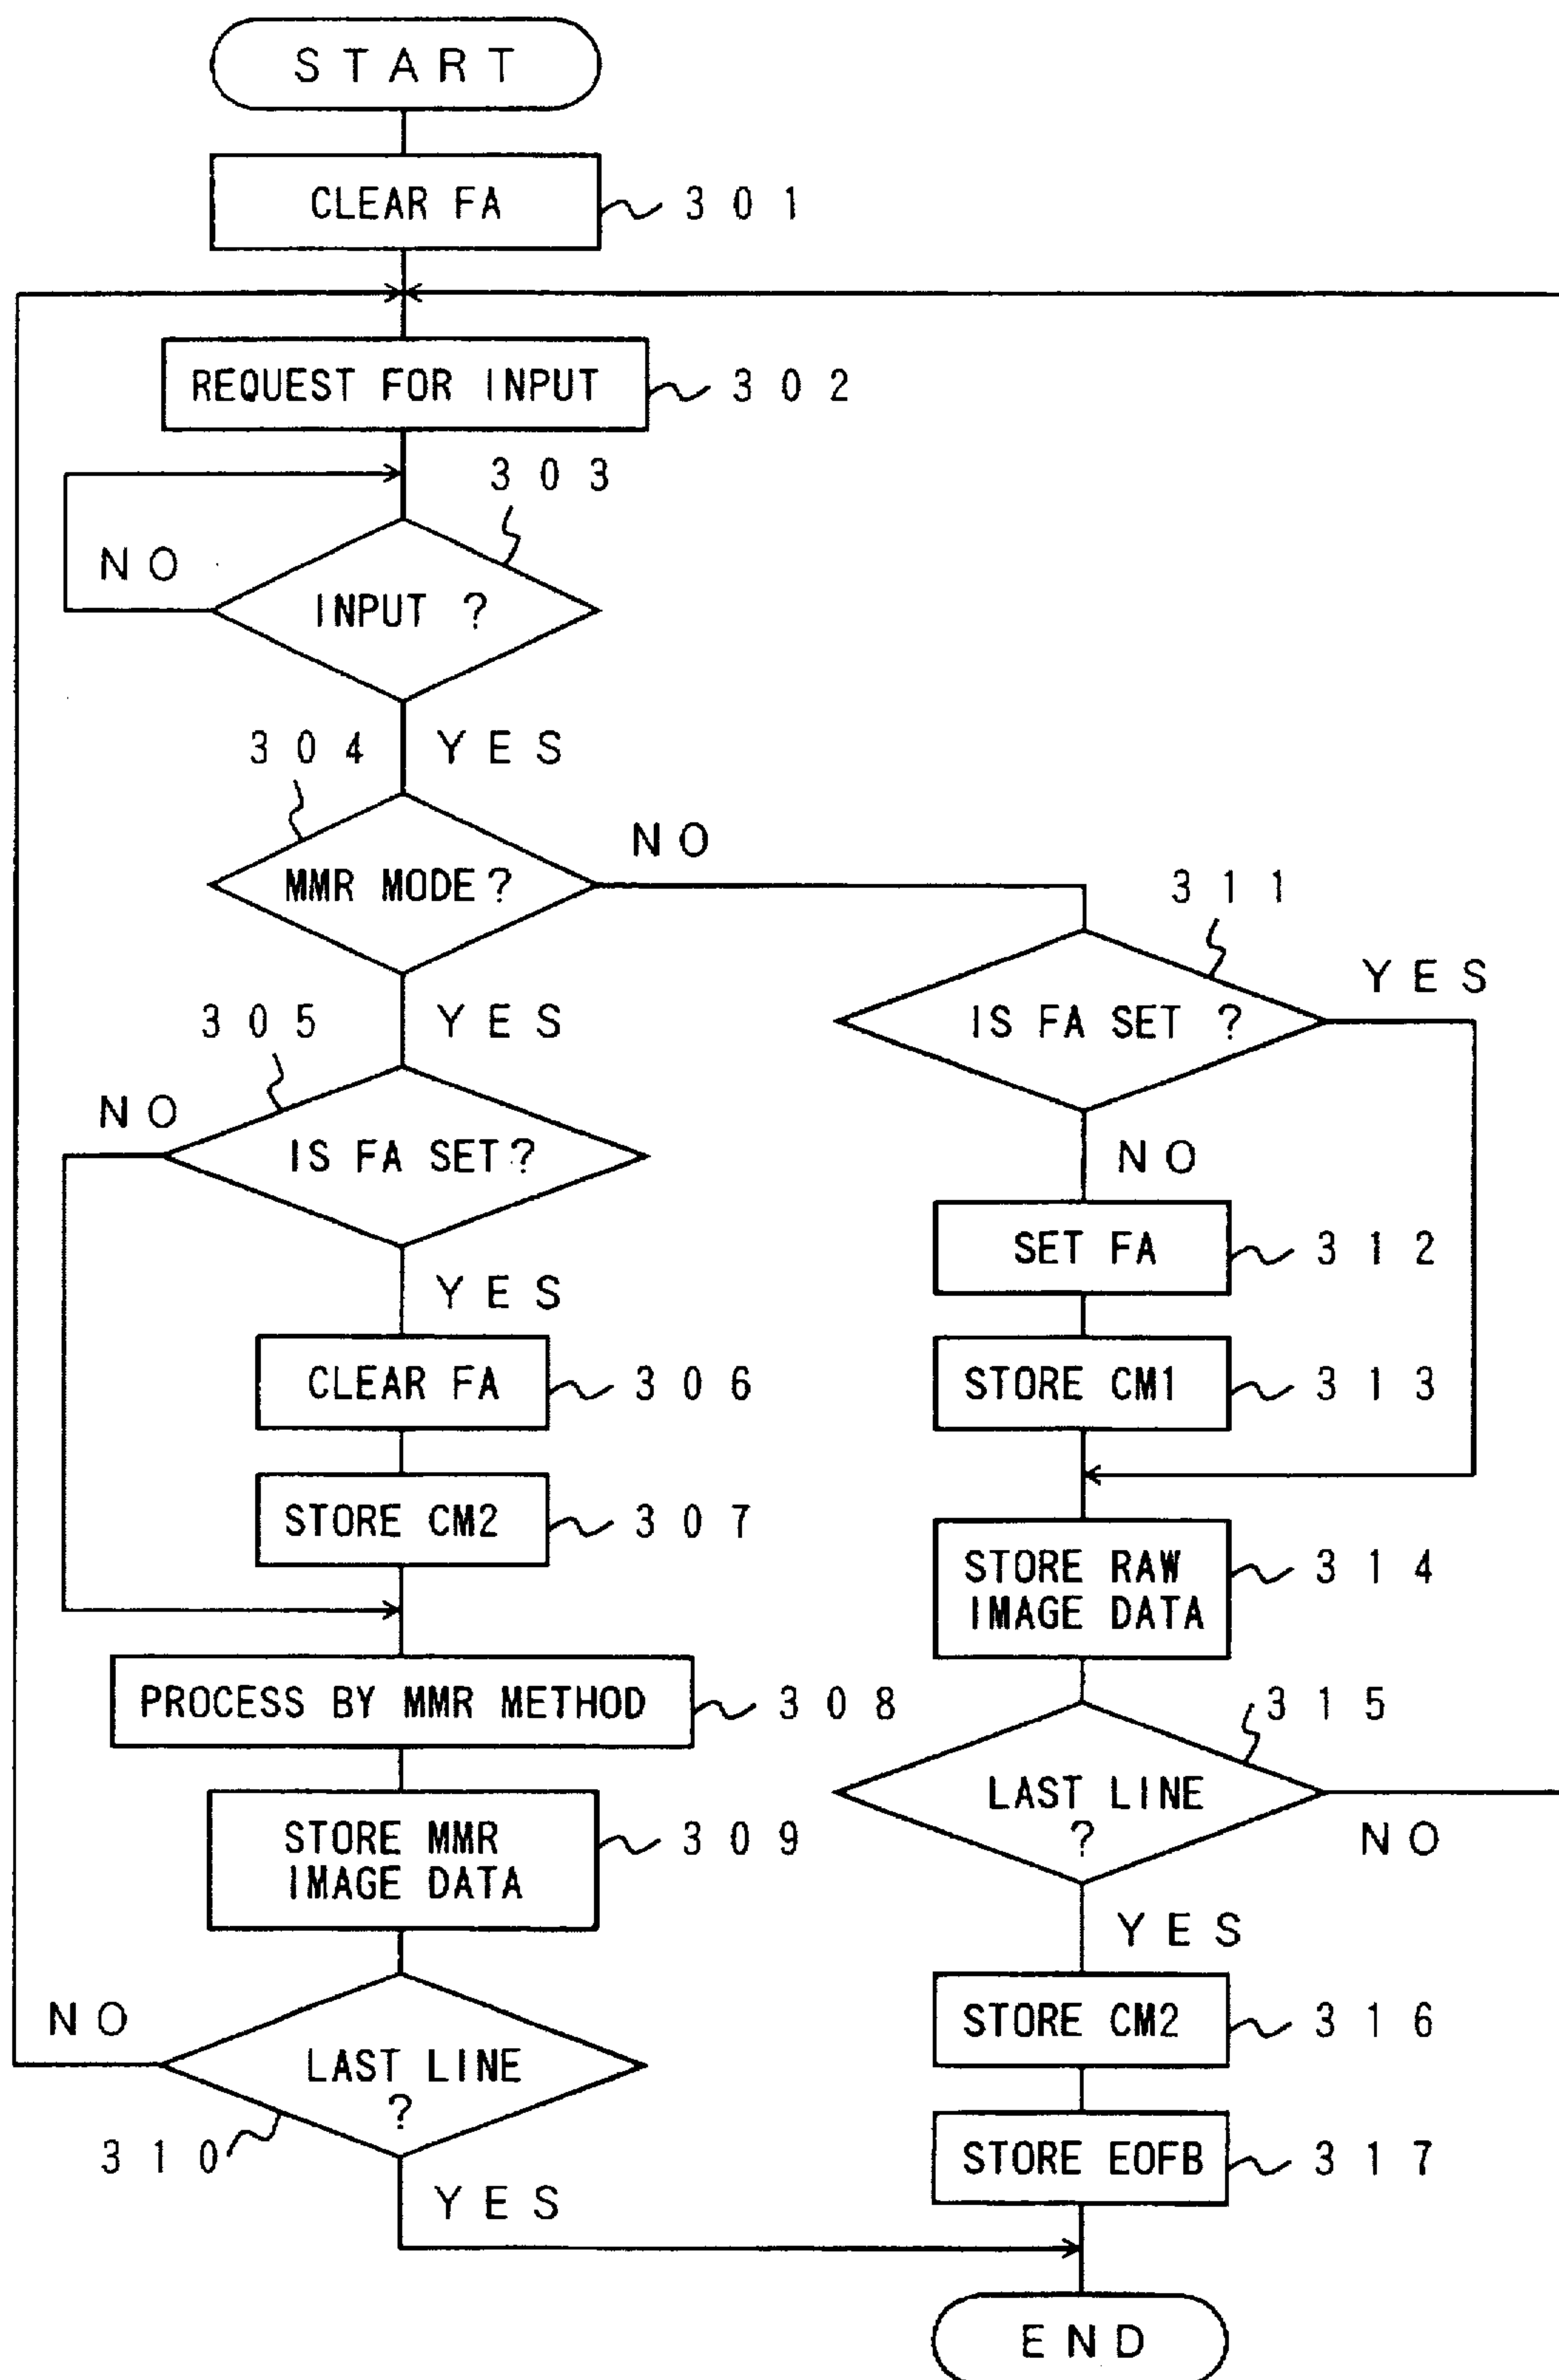 START
CLEAR FA
301
REQUEST FOR INPUT
302
303
NO
INPUT ?
304
YES
MMR MODE?
NO
311
305
YES
IS FA SET ?
YES
NO
IS FA SET?
NO
YES
SET FA
312
CLEAR FA
306
STORE CM1
313
STORE CM2
307
STORE RAW
IMAGE DATA
314
PROCESS BY MMR METHOD
308
315
STORE MMR
IMAGE DATA
309
LAST LINE
?
NO
YES
NO
LAST LINE
?
STORE CM2
316
310
STORE EOFB
317
YES
END